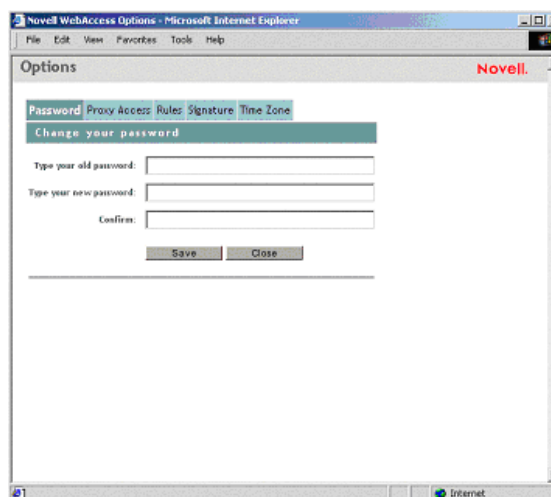 Novell WebAccess Options - Microsoft Internet Explorer
File Edit View Favorites Tools Help
Options
Novell.
Password Proxy Access Rules Signature Time Zone
Change your password
Type your old password:
Type your new password:
Confirm:
Save Close
Internet